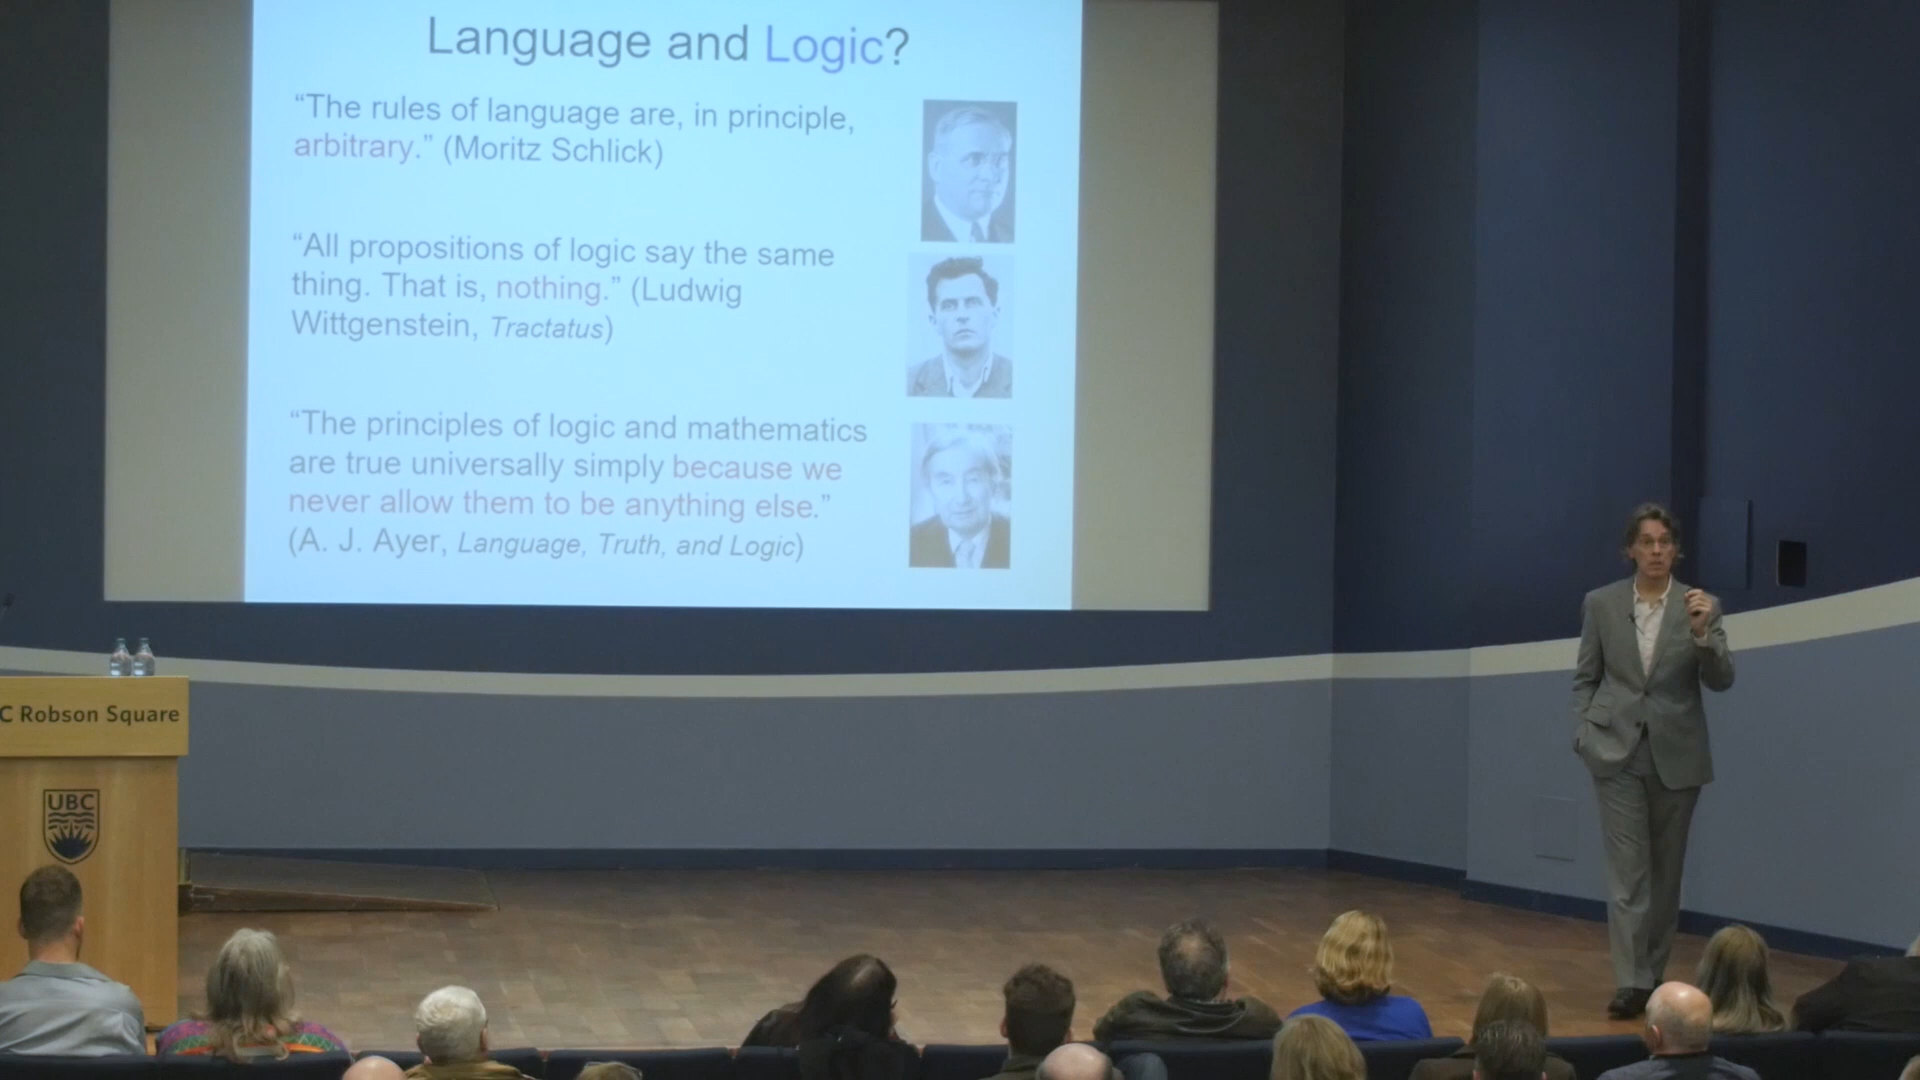 Language and Logic?
“The rules of language are, in principle,
arbitrary.” (Moritz Schlick)
“All propositions of logic say the same
thing. That is, nothing.” (Ludwig
Wittgenstein, Tractatus)
“The principles of logic and mathematics
are true universally simply because we
never allow them to be anything else.”
(A. J. Ayer, Language, Truth, and Logic)
C Robson Square
UBC